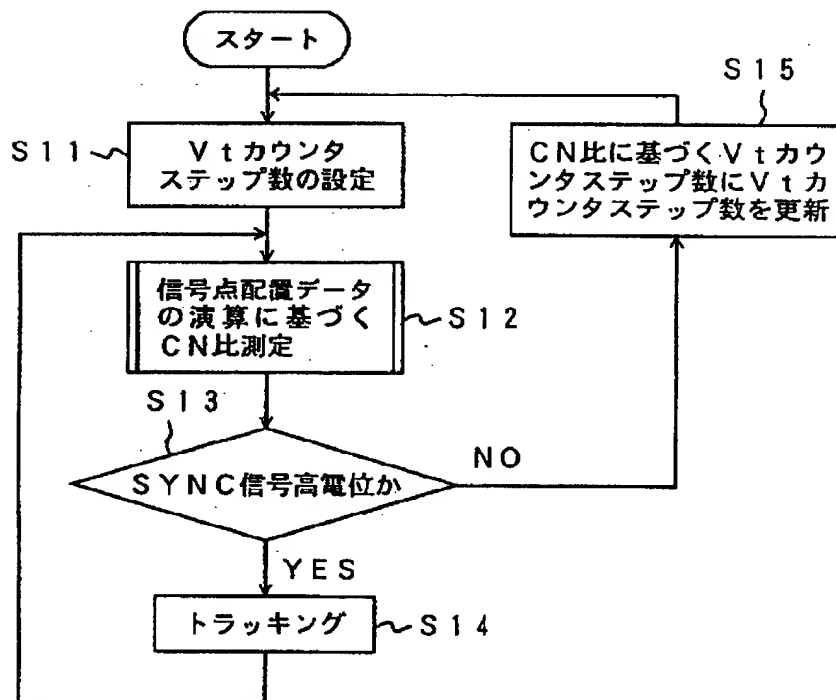 スタート
S15
S11
Vtカウンタ
ステップ数の設定
CN比に基づくVtカウ
ンタステップ数にVtカ
ウンタステップ数を更新
信号点配置データ
の演算に基づく
CN比測定
S12
S13
SYNC信号高電位か
NO
YES
トラッキング
S14